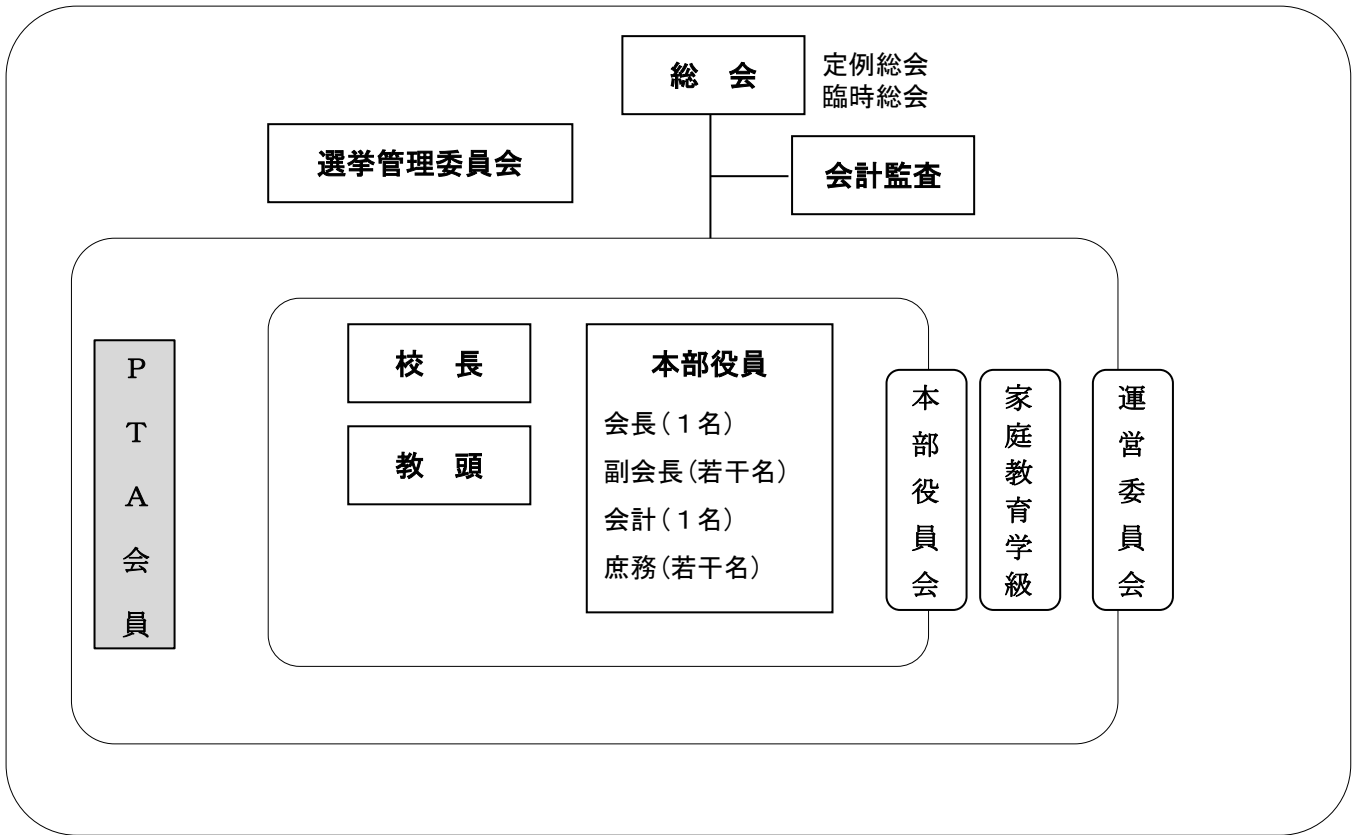 総　会
定例総会
臨時総会
選挙管理委員会
会計監査
PTA会員
校　長
教　頭
本部役員
会長（１名）
副会長（若干名）
会計（１名）
庶務（若干名）
本部役員会
家庭教育学級
運営委員会